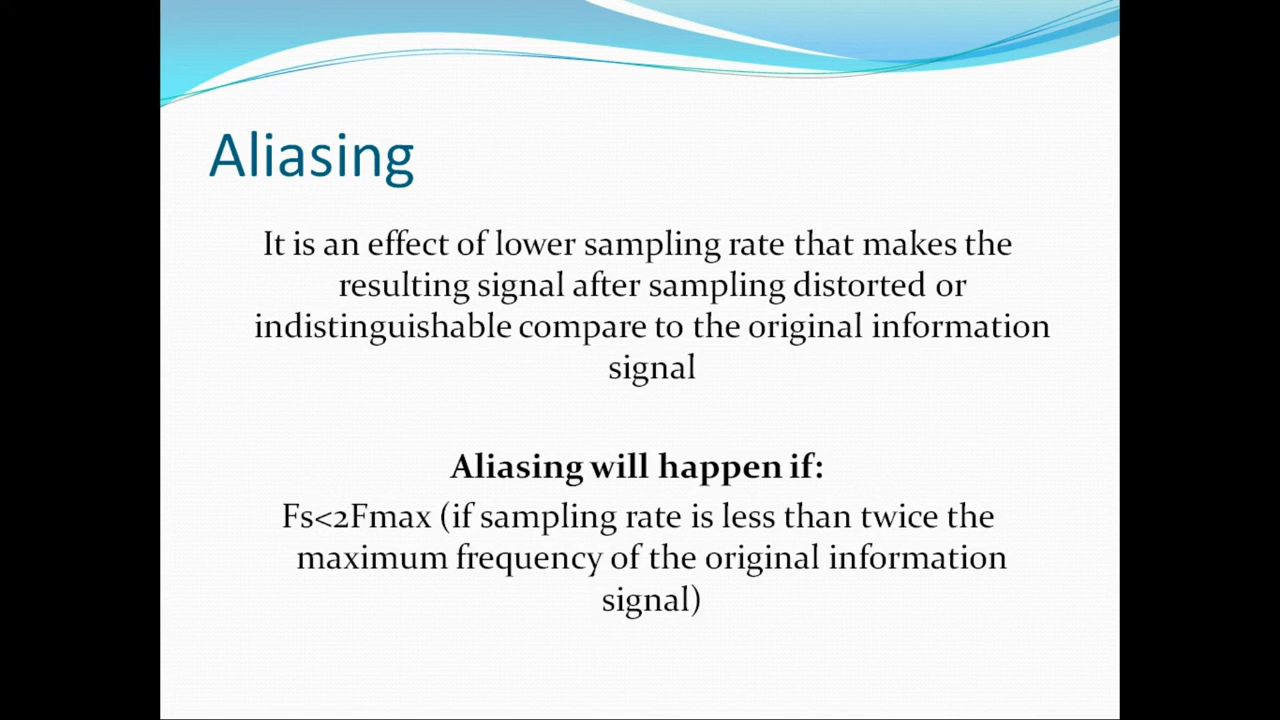 Aliasing
It is an effect of lower sampling rate that makes the
resulting signal after sampling distorted or
indistinguishable compare to the original information
signal
Aliasing will happen if:
Fs<2Fmax (if sampling rate is less than twice the
maximum frequency of the original information
signal)